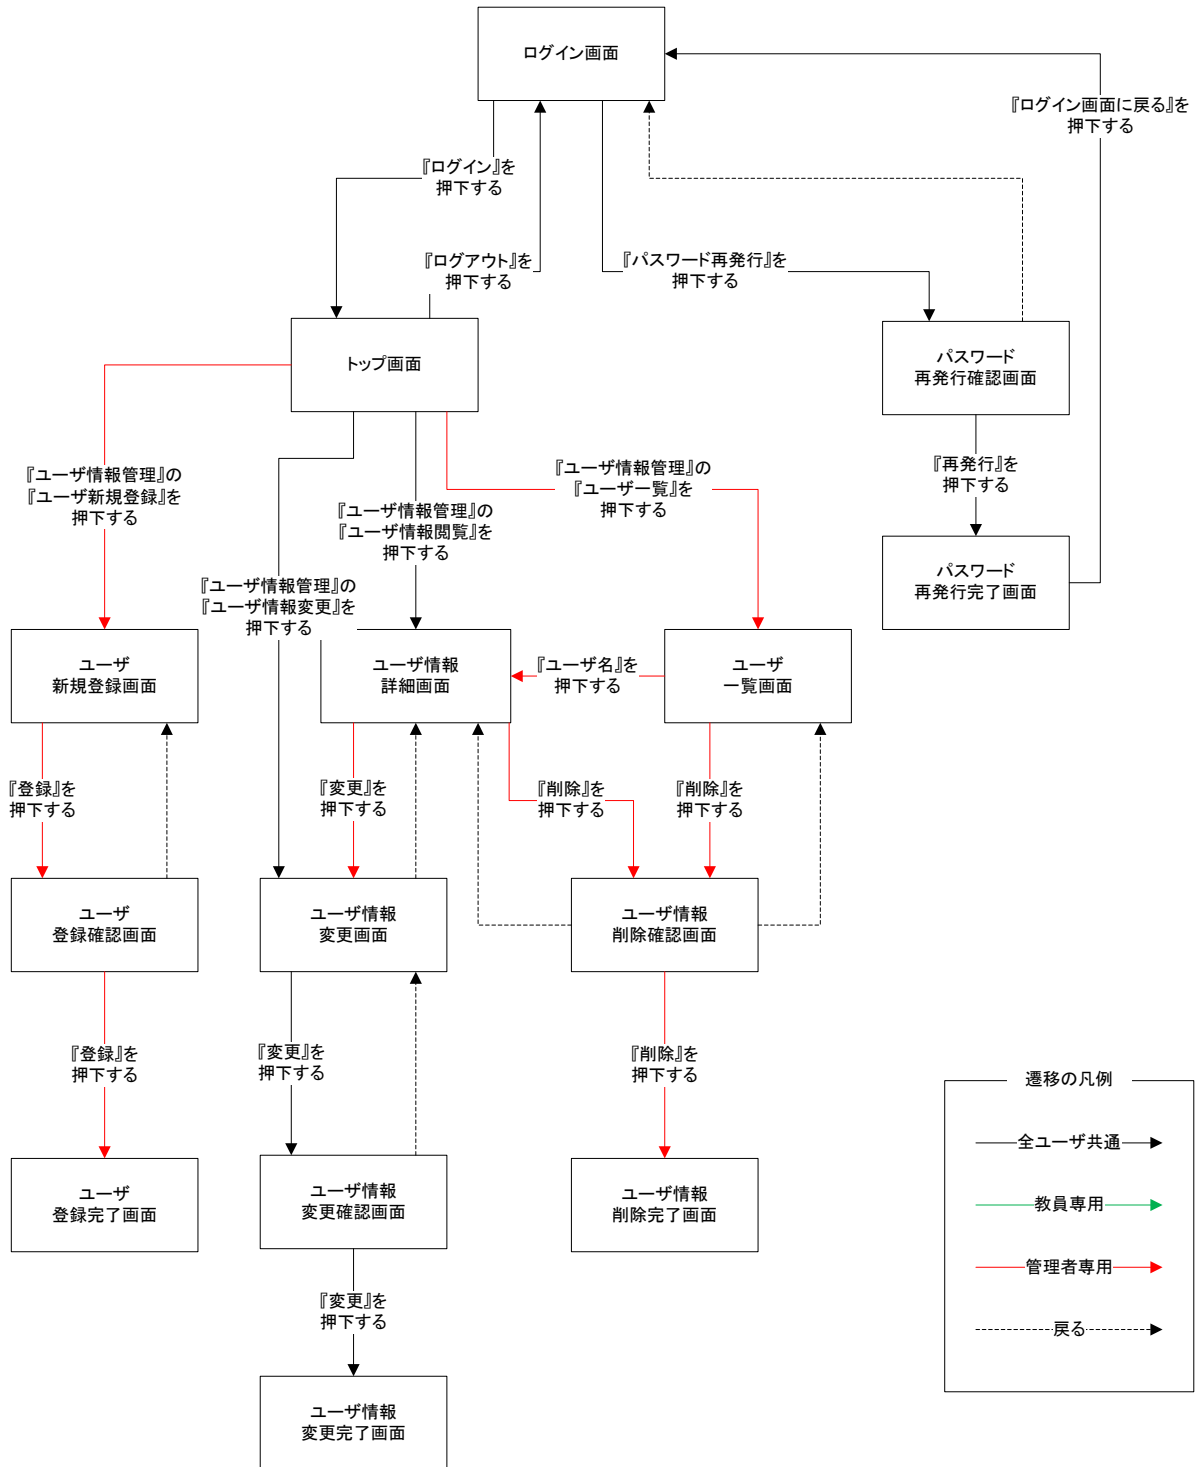 ログイン画面
『ログイン画面に戻る』を
押下する
『ログイン』を
押下する
『ログアウト』を
押下する
『パスワード再発行』を
押下する
トップ画面
パスワード
再発行確認画面
『ユーザ情報管理』の
『ユーザ新規登録』を
押下する
『ユーザ情報管理』の
『ユーザ一覧』を
押下する
『再発行』を
押下する
『ユーザ情報管理』の
『ユーザ情報閲覧』を
押下する
パスワード
再発行完了画面
『ユーザ情報管理』の
『ユーザ情報変更』を
押下する
ユーザ
新規登録画面
ユーザ情報
詳細画面
『ユーザ名』を
押下する
ユーザ
一覧画面
『登録』を
押下する
『変更』を
押下する
『削除』を
押下する
『削除』を
押下する
ユーザ
登録確認画面
ユーザ情報
変更画面
ユーザ情報
削除確認画面
『登録』を
押下する
『変更』を
押下する
『削除』を
押下する
遷移の凡例
全ユーザ共通
教員専用
管理者専用
戻る
ユーザ
登録完了画面
ユーザ情報
変更確認画面
ユーザ情報
削除完了画面
『変更』を
押下する
ユーザ情報
変更完了画面